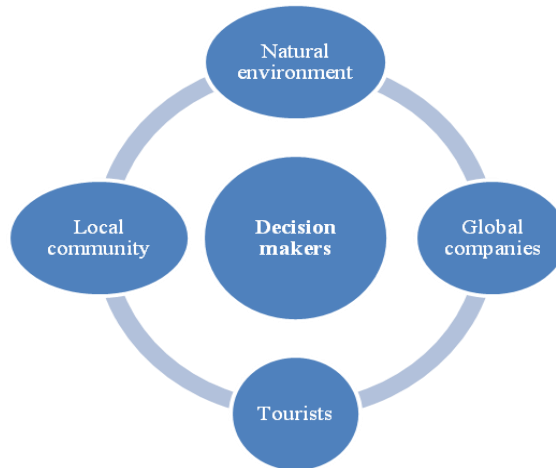 Natural
environment
Local
community
Decision
makers
Global
companies
Tourists